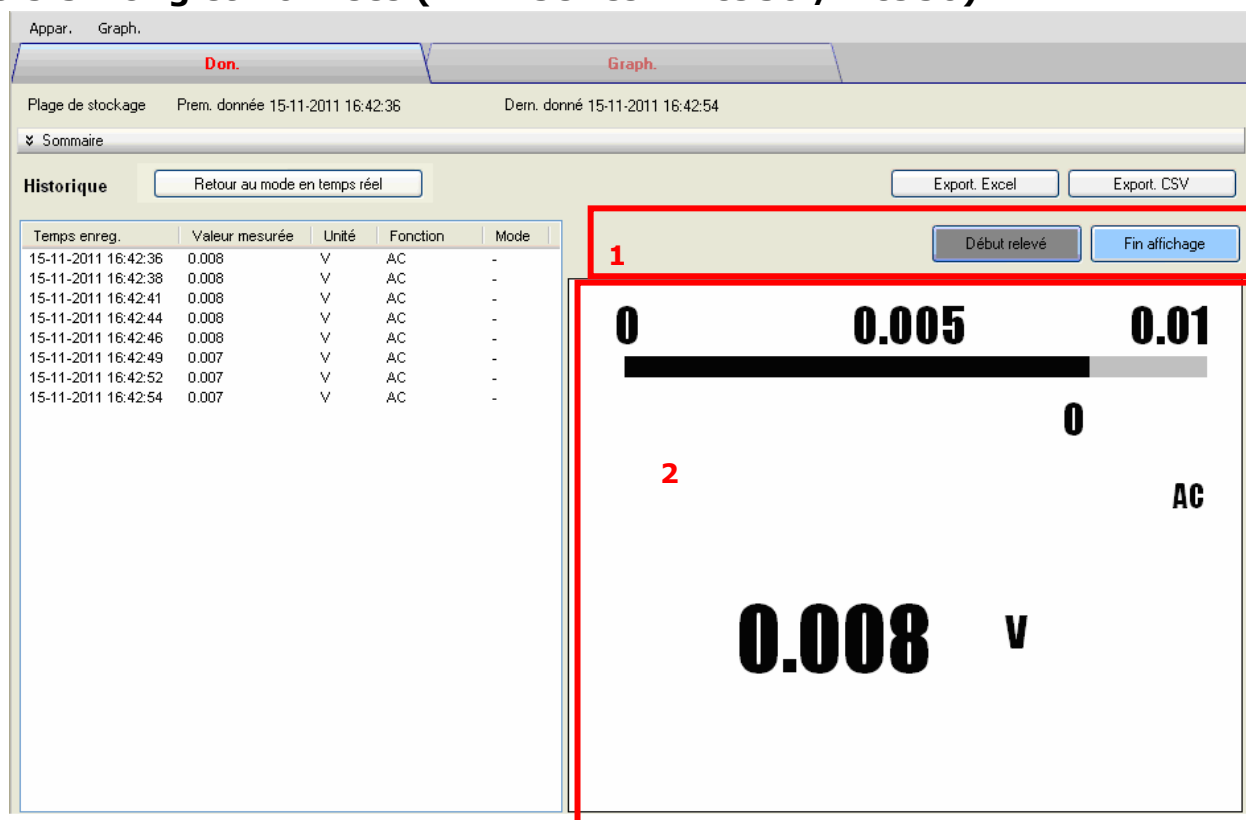 Appar. Graph.
Don. Graph.
Plage de stockage Prem. donnée 15-11-2011 16:42:36 Dern. donné 15-11-2011 16:42:54
Sommaire
Historique Retour au mode en temps réel Export. Excel Export. CSV
Temps enreg. Valeur mesurée Unité Fonction Mode
15-11-2011 16:42:36 0.008 V AC -
15-11-2011 16:42:38 0.008 V AC -
15-11-2011 16:42:41 0.008 V AC -
15-11-2011 16:42:44 0.008 V AC -
15-11-2011 16:42:46 0.008 V AC -
15-11-2011 16:42:49 0.007 V AC -
15-11-2011 16:42:52 0.007 V AC -
15-11-2011 16:42:54 0.007 V AC -
1 Début relevé Fin affichage
0 0.005 0.01
0
2
AC
0.008 V